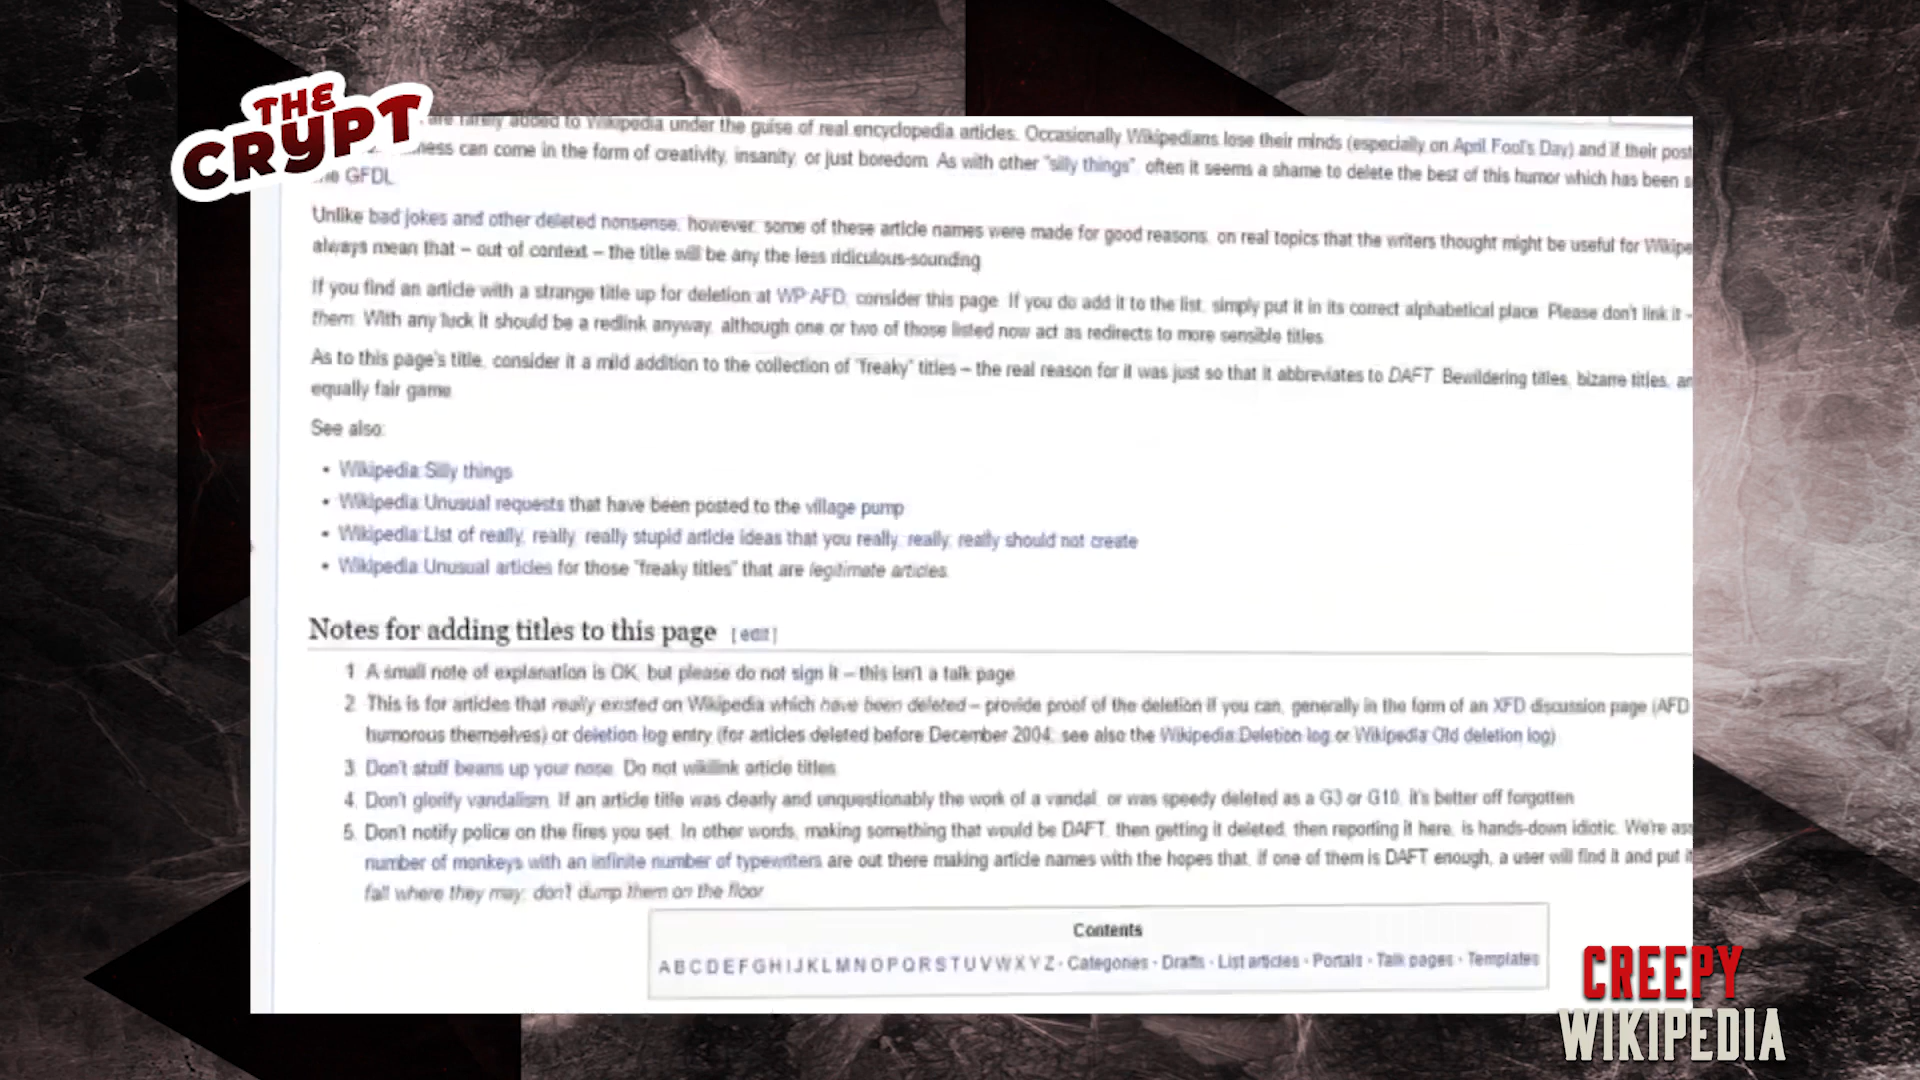 THE
CRYPT
are rarely added to Wikipedia under the guise of real encyclopedia articles. Occasionally Wikipedians lose their minds (especially on April Fool's Day) and if their post
can come in the form of creativity, insanity, or just boredom. As with other "silly things", often it seems a shame to delete the best of this humor which has been s
GFDL.
Unlike bad jokes and other deleted nonsense, however, some of these article names were made for good reasons, on real topics that the writers thought might be useful for Wikipe
always mean that – out of context – the title will be any the less ridiculous-sounding.
If you find an article with a strange title up for deletion at WP:AFD, consider this page. If you do add it to the list, simply put it in its correct alphabetical place. Please don't link it –
them. With any luck it should be a redlink anyway, although one or two of those listed now act as redirects to more sensible titles.
As to this page's title, consider it a mild addition to the collection of "freaky" titles – the real reason for it was just so that it abbreviates to DAFT. Bewildering titles, bizarre titles, an
equally fair game.
See also:
• Wikipedia:Silly things
• Wikipedia:Unusual requests that have been posted to the village pump
• Wikipedia:List of really, really, really stupid article ideas that you really, really, really should not create
• Wikipedia:Unusual articles for those "freaky titles" that are legitimate articles.
Notes for adding titles to this page [edit]
1. A small note of explanation is OK, but please do not sign it – this isn't a talk page.
2. This is for articles that really existed on Wikipedia which have been deleted – provide proof of the deletion if you can, generally in the form of an XFD discussion page (AFD
humorous themselves) or deletion log entry (for articles deleted before December 2004, see also the Wikipedia:Deletion log or Wikipedia:Old deletion log)
3. Don't stuff beans up your nose. Do not wikilink article titles.
4. Don't glorify vandalism. If an article title was clearly and unquestionably the work of a vandal, or was speedy deleted as a G3 or G10, it's better off forgotten.
5. Don't notify police on the fires you set. In other words, making something that would be DAFT, then getting it deleted, then reporting it here, is hands-down idiotic. We're ass
number of monkeys with an infinite number of typewriters are out there making article names with the hopes that, if one of them is DAFT enough, a user will find it and put it
fall where they may; don't dump them on the floor.
Contents
A B C D E F G H I J K L M N O P Q R S T U V W X Y Z · Categories · Drafts · List articles · Portals · Talk pages · Templates
CREEPY
WIKIPEDIA